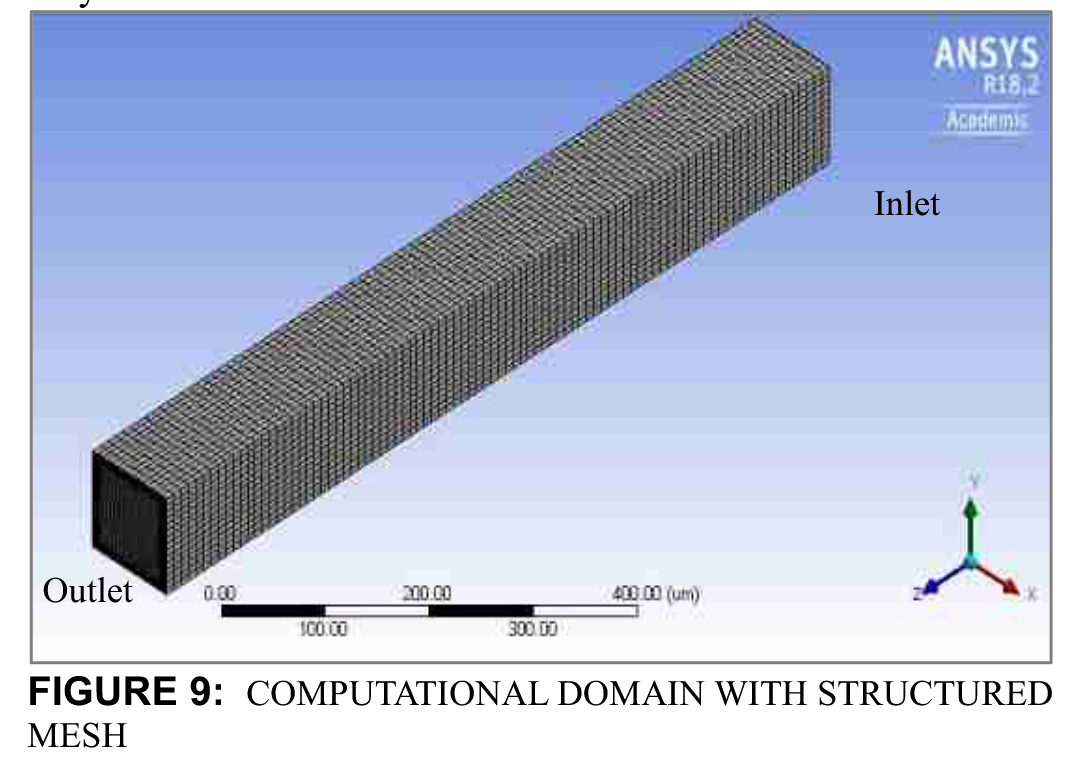 ANSYS
R18.2
Academic
Inlet
Outlet
0.00 200.00 400.00 (um)
100.00 300.00
Y
Z X
FIGURE 9: COMPUTATIONAL DOMAIN WITH STRUCTURED
MESH